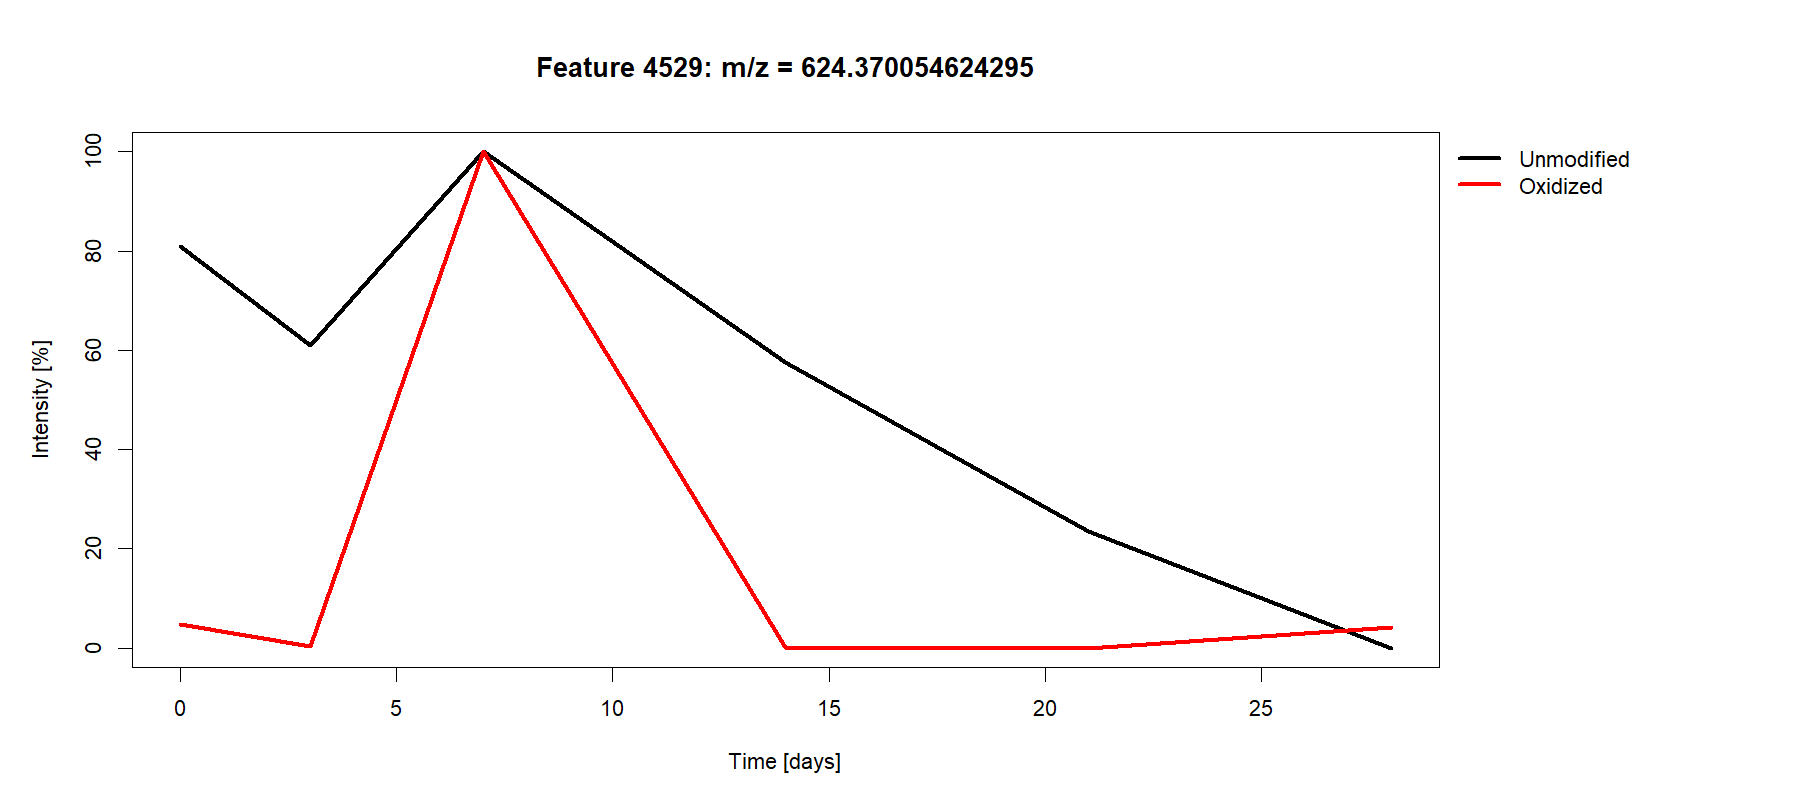 Feature 4529: m/z = 624.370054624295
Unmodified
Oxidized
Intensity [%]
100
80
60
40
20
0
0 5 10 15 20 25
Time [days]